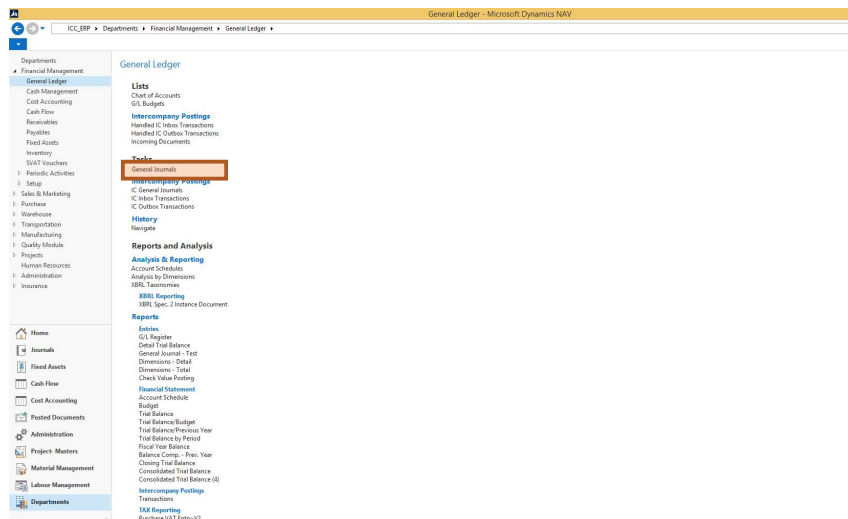 General Ledger - Microsoft Dynamics NAV
ICC_ERP ▸ Departments ▸ Financial Management ▸ General Ledger ▸
Departments
Financial Management
General Ledger
Cash Management
Cost Accounting
Cash Flow
Receivables
Payables
Fixed Assets
Inventory
SVAT Vouchers
Periodic Activities
Setup
Sales & Marketing
Purchase
Warehouse
Transportation
Manufacturing
Quality Module
Projects
Human Resources
Administration
Insurance
Home
Journals
Fixed Assets
Cash Flow
Cost Accounting
Posted Documents
Administration
Project- Masters
Material Management
Labour Management
Departments
General Ledger
Lists
Chart of Accounts
G/L Budgets
Intercompany Postings
Handled IC Inbox Transactions
Handled IC Outbox Transactions
Incoming Documents
Tasks
General Journals
Intercompany Postings
IC General Journals
IC Inbox Transactions
IC Outbox Transactions
History
Navigate
Reports and Analysis
Analysis & Reporting
Account Schedules
Analysis by Dimensions
XBRL Taxonomies
XBRL Reporting
XBRL Spec. 2 Instance Document
Reports
Entries
G/L Register
Detail Trial Balance
General Journal - Test
Dimensions - Detail
Dimensions - Total
Check Value Posting
Financial Statement
Account Schedule
Budget
Trial Balance
Trial Balance/Budget
Trial Balance/Previous Year
Trial Balance by Period
Fiscal Year Balance
Balance Comp. - Prev. Year
Closing Trial Balance
Consolidated Trial Balance
Consolidated Trial Balance (4)
Intercompany Postings
Transactions
TAX Reporting
Purchase VAT Entry-V2